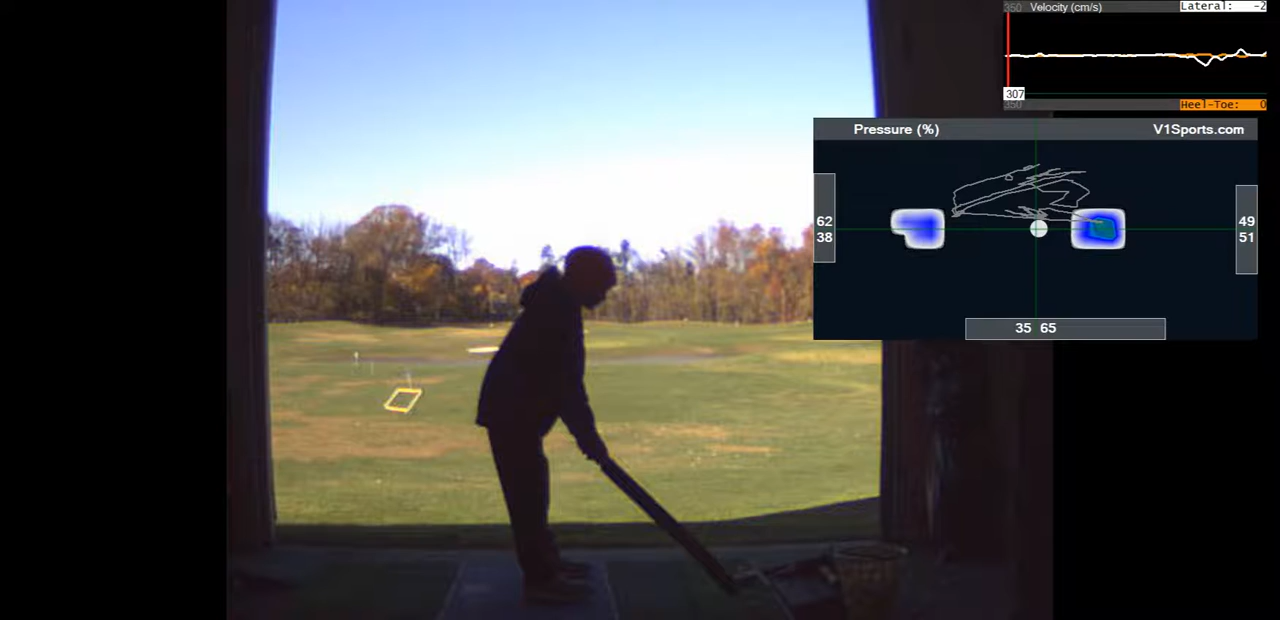 350 Velocity (cm/s) Lateral: -2
307
350 Heel-Toe: 0
Pressure (%) V1Sports.com
62 49
38 51
35 65